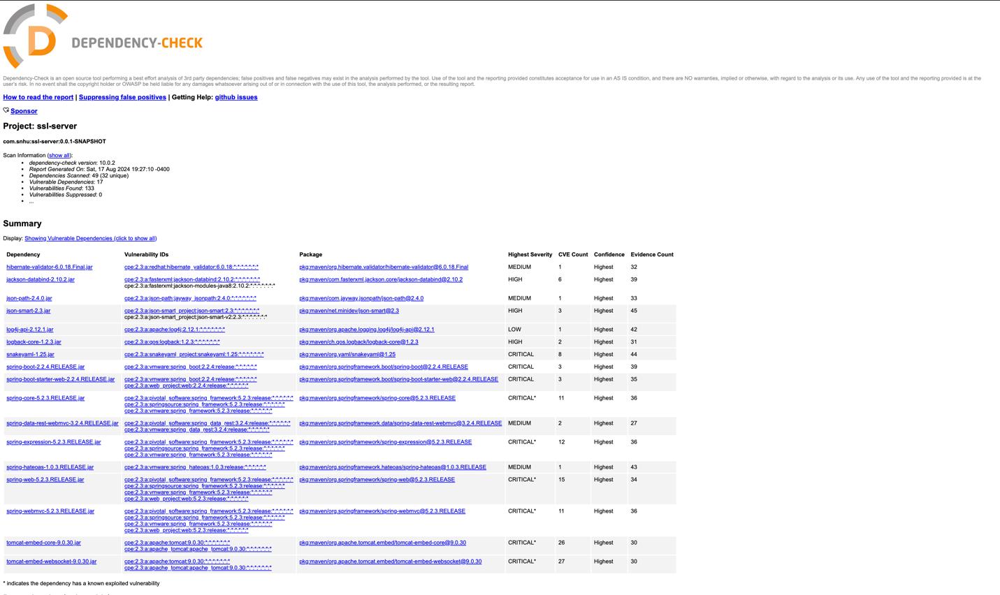 DEPENDENCY-CHECK
Dependency-Check is an open source tool performing a best effort analysis of 3rd party dependencies; false positives and false negatives may exist in the analysis performed by the tool. Use of the tool and the reporting provided constitutes acceptance for use in an AS IS condition, and there are NO warranties, implied or otherwise, with regard to the analysis or its use. Any use of the tool and the reporting provided is at the
user's risk. In no event shall the copyright holder or OWASP be held liable for any damages whatsoever arising out of or in connection with the use of this tool, the analysis performed, or the resulting report.
How to read the report | Suppressing false positives | Getting Help: github issues
Sponsor
Project: ssl-server
com.snhu:ssl-server:0.0.1-SNAPSHOT
Scan Information (show all):
• dependency-check version: 10.0.2
• Report Generated On: Sat, 17 Aug 2024 19:27:10 -0400
• Dependencies Scanned: 49 (32 unique)
• Vulnerable Dependencies: 17
• Vulnerabilities Found: 133
• Vulnerabilities Suppressed: 0
• ...
Summary
Display: Showing Vulnerable Dependencies (click to show all)
Dependency Vulnerability IDs Package Highest Severity CVE Count Confidence Evidence Count
hibernate-validator-6.0.18.Final.jar cpe:2.3:a:redhat:hibernate_validator:6.0.18:*:*:*:*:*:*:* pkg:maven/org.hibernate.validator/hibernate-validator@6.0.18.Final MEDIUM 1 Highest 32
jackson-databind-2.10.2.jar cpe:2.3:a:fasterxml:jackson-databind:2.10.2:*:*:*:*:*:*:* pkg:maven/com.fasterxml.jackson.core/jackson-databind@2.10.2 HIGH 6 Highest 39
cpe:2.3:a:fasterxml:jackson-modules-java8:2.10.2:*:*:*:*:*:*:*
json-path-2.4.0.jar cpe:2.3:a:json-path:jayway_jsonpath:2.4.0:*:*:*:*:*:*:* pkg:maven/com.jayway.jsonpath/json-path@2.4.0 MEDIUM 1 Highest 33
json-smart-2.3.jar cpe:2.3:a:json-smart_project:json-smart:2.3:*:*:*:*:*:*:* pkg:maven/net.minidev/json-smart@2.3 HIGH 3 Highest 45
cpe:2.3:a:json-smart_project:json-smart-v2:2.3:*:*:*:*:*:*:*
log4j-api-2.12.1.jar cpe:2.3:a:apache:log4j:2.12.1:*:*:*:*:*:*:* pkg:maven/org.apache.logging.log4j/log4j-api@2.12.1 LOW 1 Highest 42
logback-core-1.2.3.jar cpe:2.3:a:qos:logback:1.2.3:*:*:*:*:*:*:* pkg:maven/ch.qos.logback/logback-core@1.2.3 HIGH 2 Highest 31
snakeyaml-1.25.jar cpe:2.3:a:snakeyaml_project:snakeyaml:1.25:*:*:*:*:*:*:* pkg:maven/org.yaml/snakeyaml@1.25 CRITICAL 8 Highest 44
spring-boot-2.2.4.RELEASE.jar cpe:2.3:a:vmware:spring_boot:2.2.4:release:*:*:*:*:*:* pkg:maven/org.springframework.boot/spring-boot@2.2.4.RELEASE CRITICAL 3 Highest 39
spring-boot-starter-web-2.2.4.RELEASE.jar cpe:2.3:a:vmware:spring_boot:2.2.4:release:*:*:*:*:*:* pkg:maven/org.springframework.boot/spring-boot-starter-web@2.2.4.RELEASE CRITICAL 3 Highest 35
cpe:2.3:a:web_project:web:2.2.4:release:*:*:*:*:*:*
spring-core-5.2.3.RELEASE.jar cpe:2.3:a:pivotal_software:spring_framework:5.2.3:release:*:*:*:*:*:* pkg:maven/org.springframework/spring-core@5.2.3.RELEASE CRITICAL* 11 Highest 36
cpe:2.3:a:springsource:spring_framework:5.2.3:release:*:*:*:*:*:*
cpe:2.3:a:vmware:spring_framework:5.2.3:release:*:*:*:*:*:*
spring-data-rest-webmvc-3.2.4.RELEASE.jar cpe:2.3:a:pivotal_software:spring_data_rest:3.2.4:release:*:*:*:*:*:* pkg:maven/org.springframework.data/spring-data-rest-webmvc@3.2.4.RELEASE MEDIUM 2 Highest 27
cpe:2.3:a:vmware:spring_data_rest:3.2.4:release:*:*:*:*:*:*
spring-expression-5.2.3.RELEASE.jar cpe:2.3:a:pivotal_software:spring_framework:5.2.3:release:*:*:*:*:*:* pkg:maven/org.springframework/spring-expression@5.2.3.RELEASE CRITICAL* 12 Highest 36
cpe:2.3:a:springsource:spring_framework:5.2.3:release:*:*:*:*:*:*
cpe:2.3:a:vmware:spring_framework:5.2.3:release:*:*:*:*:*:*
spring-hateoas-1.0.3.RELEASE.jar cpe:2.3:a:vmware:spring_hateoas:1.0.3:release:*:*:*:*:*:* pkg:maven/org.springframework.hateoas/spring-hateoas@1.0.3.RELEASE MEDIUM 1 Highest 43
spring-web-5.2.3.RELEASE.jar cpe:2.3:a:pivotal_software:spring_framework:5.2.3:release:*:*:*:*:*:* pkg:maven/org.springframework/spring-web@5.2.3.RELEASE CRITICAL* 15 Highest 34
cpe:2.3:a:springsource:spring_framework:5.2.3:release:*:*:*:*:*:*
cpe:2.3:a:vmware:spring_framework:5.2.3:release:*:*:*:*:*:*
cpe:2.3:a:web_project:web:5.2.3:release:*:*:*:*:*:*
spring-webmvc-5.2.3.RELEASE.jar cpe:2.3:a:pivotal_software:spring_framework:5.2.3:release:*:*:*:*:*:* pkg:maven/org.springframework/spring-webmvc@5.2.3.RELEASE CRITICAL* 11 Highest 36
cpe:2.3:a:springsource:spring_framework:5.2.3:release:*:*:*:*:*:*
cpe:2.3:a:vmware:spring_framework:5.2.3:release:*:*:*:*:*:*
cpe:2.3:a:web_project:web:5.2.3:release:*:*:*:*:*:*
tomcat-embed-core-9.0.30.jar cpe:2.3:a:apache:tomcat:9.0.30:*:*:*:*:*:*:* pkg:maven/org.apache.tomcat.embed/tomcat-embed-core@9.0.30 CRITICAL* 26 Highest 30
cpe:2.3:a:apache_tomcat:apache_tomcat:9.0.30:*:*:*:*:*:*:*
tomcat-embed-websocket-9.0.30.jar cpe:2.3:a:apache:tomcat:9.0.30:*:*:*:*:*:*:* pkg:maven/org.apache.tomcat.embed/tomcat-embed-websocket@9.0.30 CRITICAL* 27 Highest 30
cpe:2.3:a:apache_tomcat:apache_tomcat:9.0.30:*:*:*:*:*:*:*
* indicates the dependency has a known exploited vulnerability